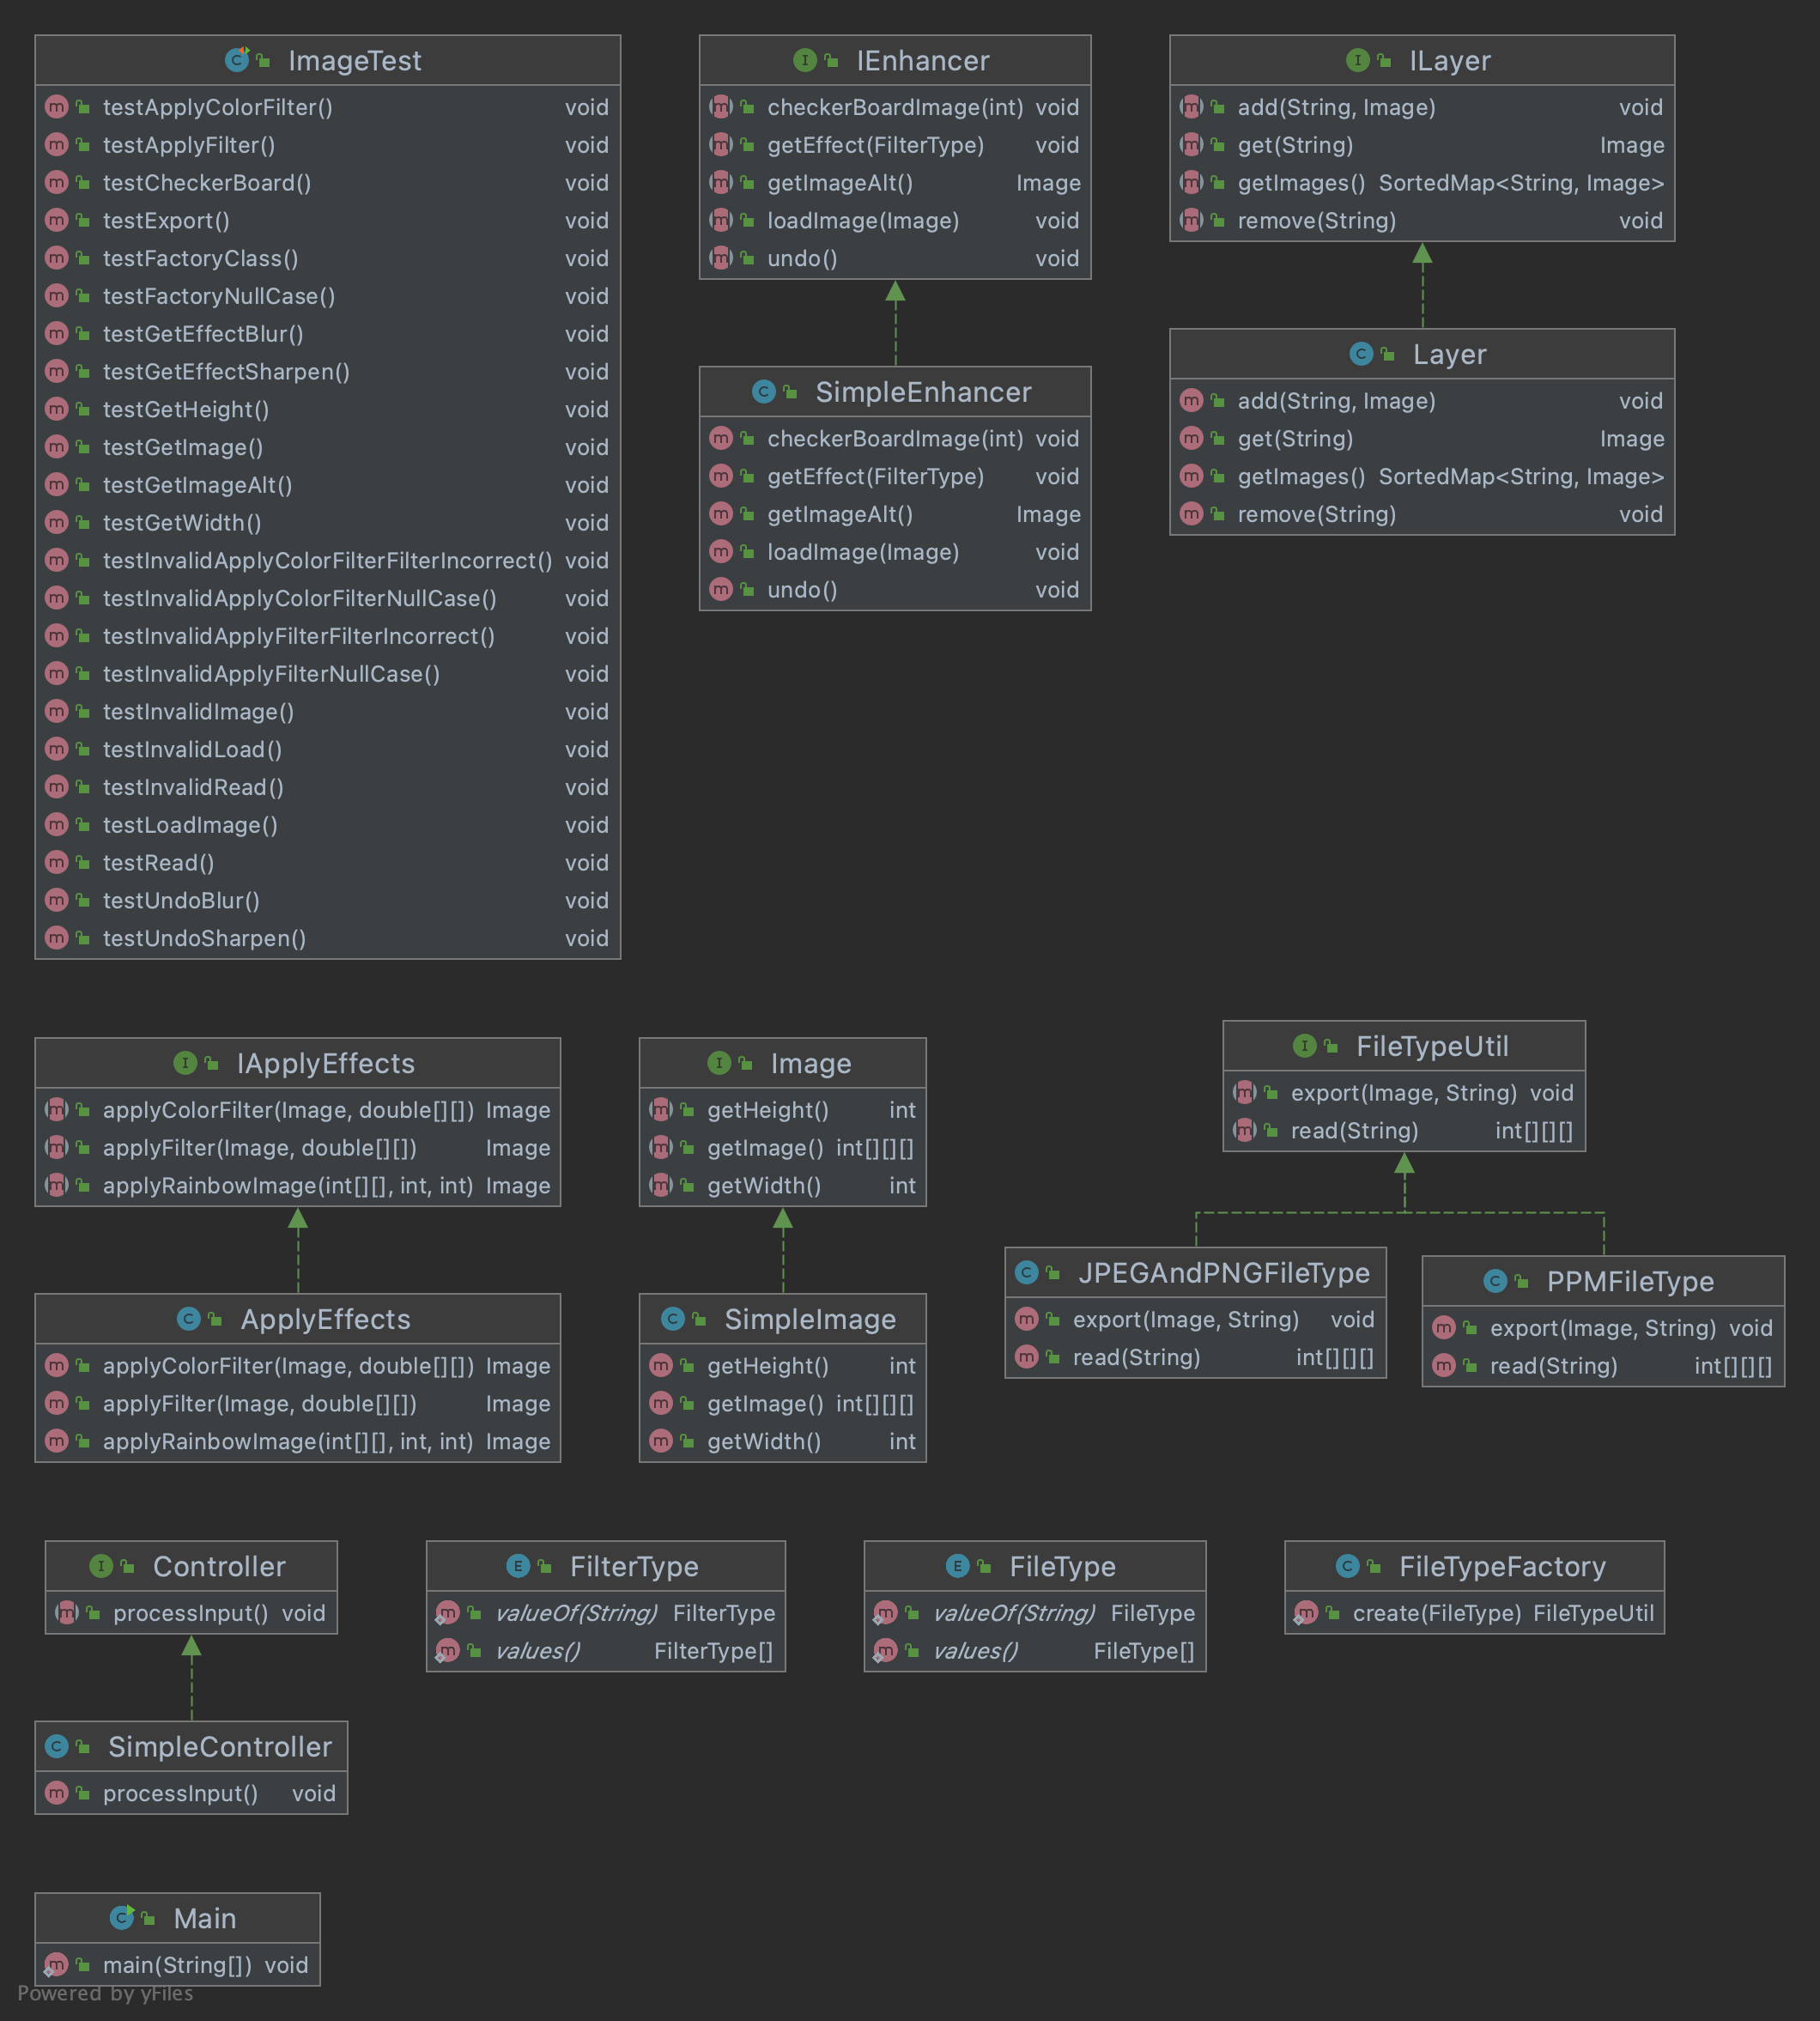 ImageTest
testApplyColorFilter() void
testApplyFilter() void
testCheckerBoard() void
testExport() void
testFactoryClass() void
testFactoryNullCase() void
testGetEffectBlur() void
testGetEffectSharpen() void
testGetHeight() void
testGetImage() void
testGetImageAlt() void
testGetWidth() void
testInvalidApplyColorFilterFilterIncorrect() void
testInvalidApplyColorFilterNullCase() void
testInvalidApplyFilterFilterIncorrect() void
testInvalidApplyFilterNullCase() void
testInvalidImage() void
testInvalidLoad() void
testInvalidRead() void
testLoadImage() void
testRead() void
testUndoBlur() void
testUndoSharpen() void
IEnhancer
checkerBoardImage(int) void
getEffect(FilterType) void
getImageAlt() Image
loadImage(Image) void
undo() void
SimpleEnhancer
checkerBoardImage(int) void
getEffect(FilterType) void
getImageAlt() Image
loadImage(Image) void
undo() void
ILayer
add(String, Image) void
get(String) Image
getImages() SortedMap<String, Image>
remove(String) void
Layer
add(String, Image) void
get(String) Image
getImages() SortedMap<String, Image>
remove(String) void
IApplyEffects
applyColorFilter(Image, double[][]) Image
applyFilter(Image, double[][]) Image
applyRainbowImage(int[][], int, int) Image
ApplyEffects
applyColorFilter(Image, double[][]) Image
applyFilter(Image, double[][]) Image
applyRainbowImage(int[][], int, int) Image
Image
getHeight() int
getImage() int[][][]
getWidth() int
SimpleImage
getHeight() int
getImage() int[][][]
getWidth() int
FileTypeUtil
export(Image, String) void
read(String) int[][][]
JPEGAndPNGFileType
export(Image, String) void
read(String) int[][][]
PPMFileType
export(Image, String) void
read(String) int[][][]
Controller
processInput() void
SimpleController
processInput() void
FilterType
valueOf(String) FilterType
values() FilterType[]
FileType
valueOf(String) FileType
values() FileType[]
FileTypeFactory
create(FileType) FileTypeUtil
Main
main(String[]) void
Powered by yFiles